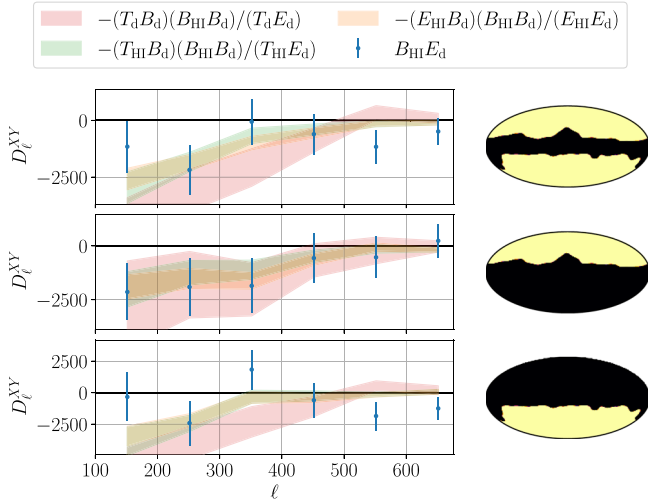 −(T_d B_d)(B_HI B_d)/(T_d E_d)
−(E_HI B_d)(B_HI B_d)/(E_HI E_d)
−(T_HI B_d)(B_HI B_d)/(T_HI E_d)
B_HI E_d
D_ℓ^XY
0
−2500
D_ℓ^XY
0
−2500
D_ℓ^XY
2500
0
−2500
100 200 300 400 500 600
ℓ